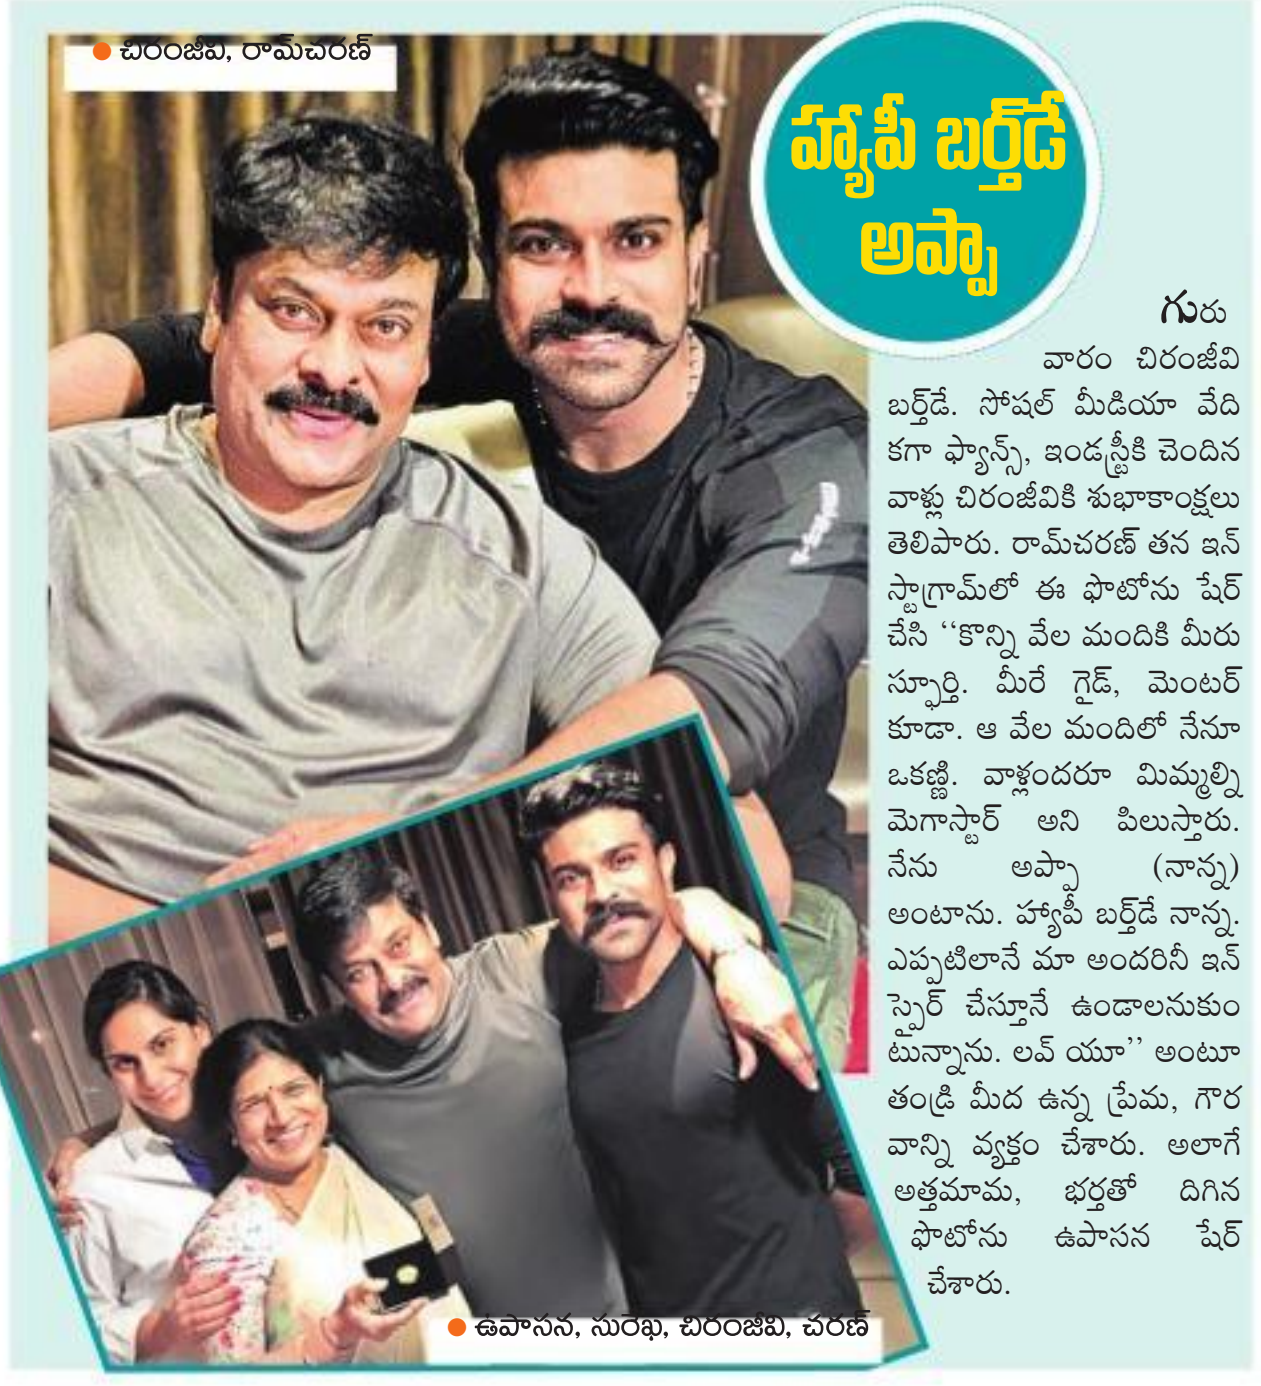 ● చిరంజీవి, రామ్‌చరణ్
హ్యాపీ బర్త్‌డే
అప్పా
గురు
వారం చిరంజీవి
బర్త్‌డే. సోషల్ మీడియా వేది
కగా ఫ్యాన్స్, ఇండస్ట్రీకి చెందిన
వాళ్లు చిరంజీవికి శుభాకాంక్షలు
తెలిపారు. రామ్‌చరణ్ తన ఇన్
స్టాగ్రామ్‌లో ఈ ఫొటోను షేర్
చేసి ‘‘కొన్ని వేల మందికి మీరు
స్ఫూర్తి. మీరే గైడ్, మెంటర్
కూడా. ఆ వేల మందిలో నేనూ
ఒకణ్ణి. వాళ్లందరూ మిమ్మల్ని
మెగాస్టార్ అని పిలుస్తారు.
నేను అప్పా (నాన్న)
అంటాను. హ్యాపీ బర్త్‌డే నాన్న.
ఎప్పటిలానే మా అందరినీ ఇన్
స్పైర్ చేస్తూనే ఉండాలనుకుం
టున్నాను. లవ్ యూ’’ అంటూ
తండ్రి మీద ఉన్న ప్రేమ, గౌర
వాన్ని వ్యక్తం చేశారు. అలాగే
అత్తమామ, భర్తతో దిగిన
ఫొటోను ఉపాసన షేర్
చేశారు.
● ఉపాసన, సురేఖ, చిరంజీవి, చరణ్